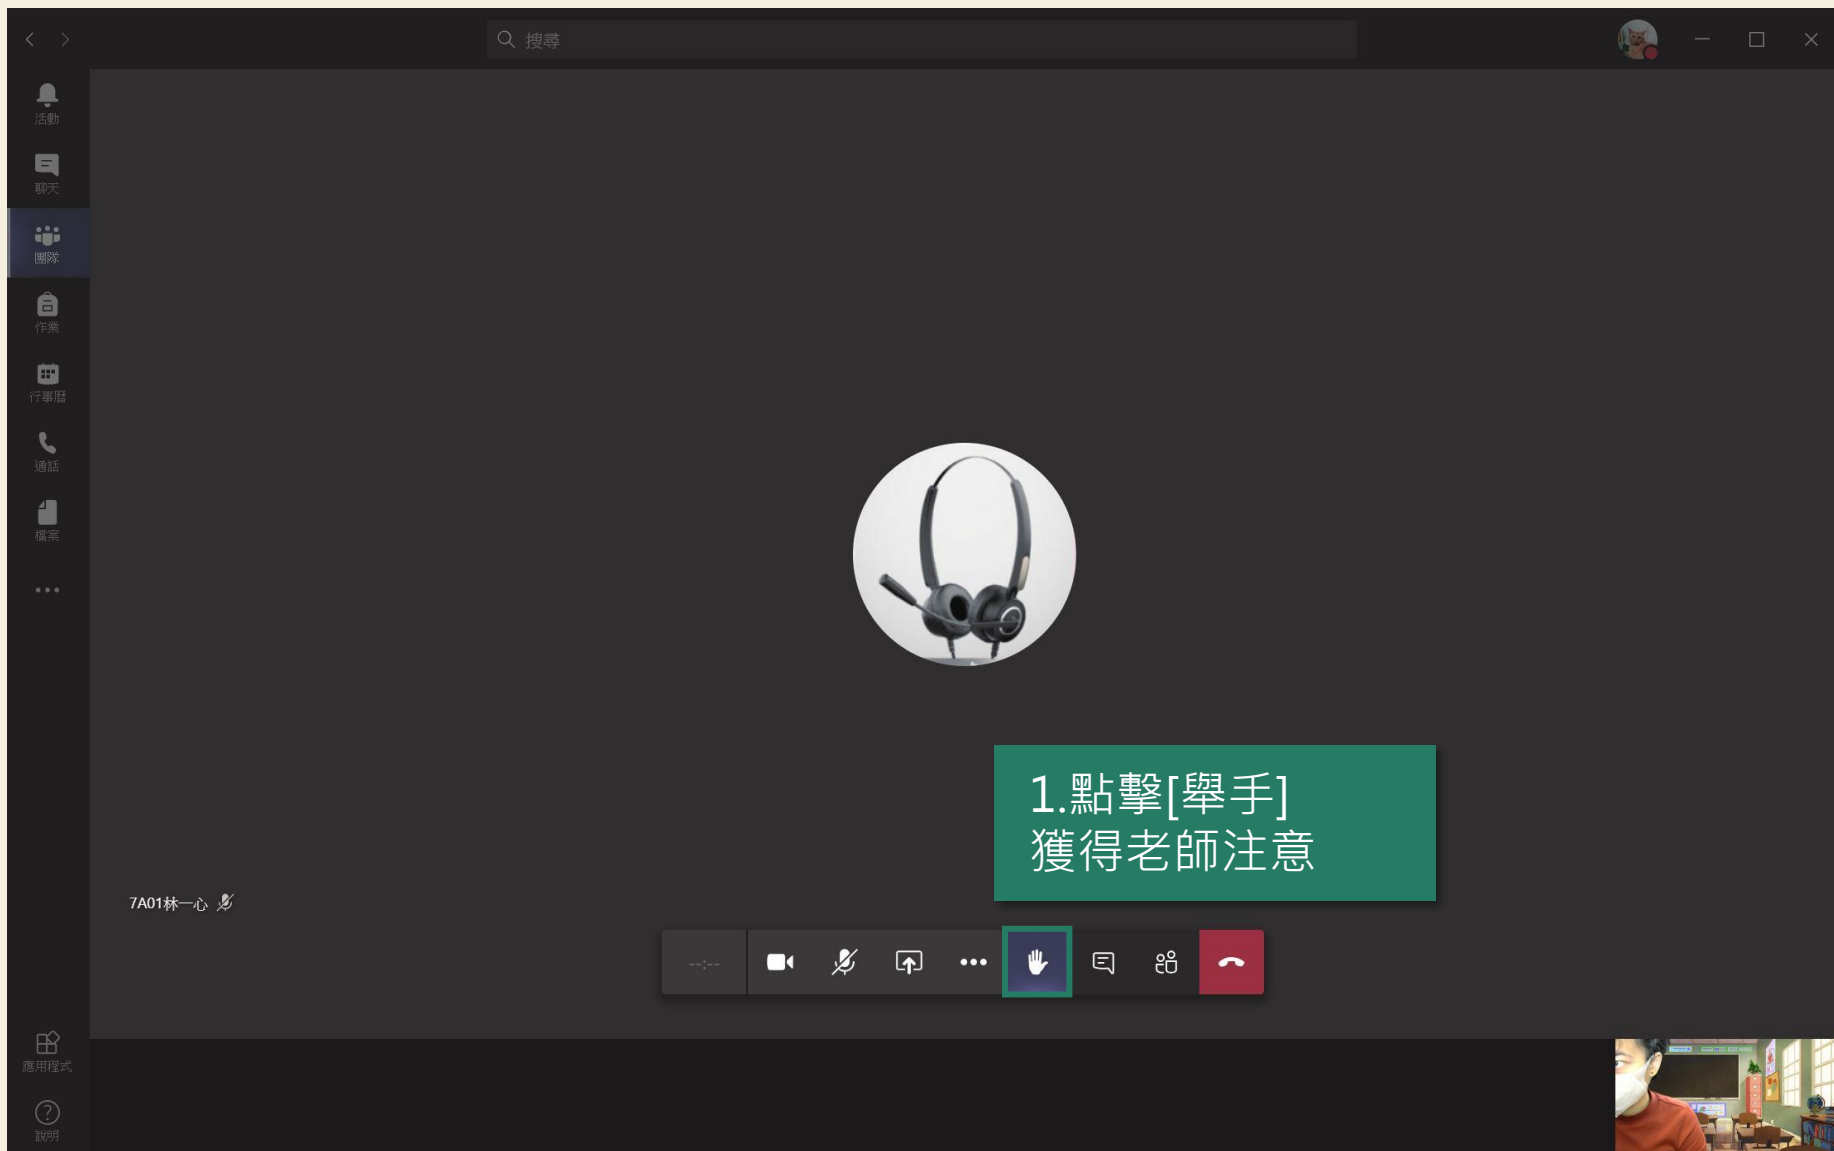 搜尋
活動
聊天
團隊
作業
行事曆
通話
檔案
1.點擊[舉手]
獲得老師注意
7A01林一心
--:--
應用程式
說明